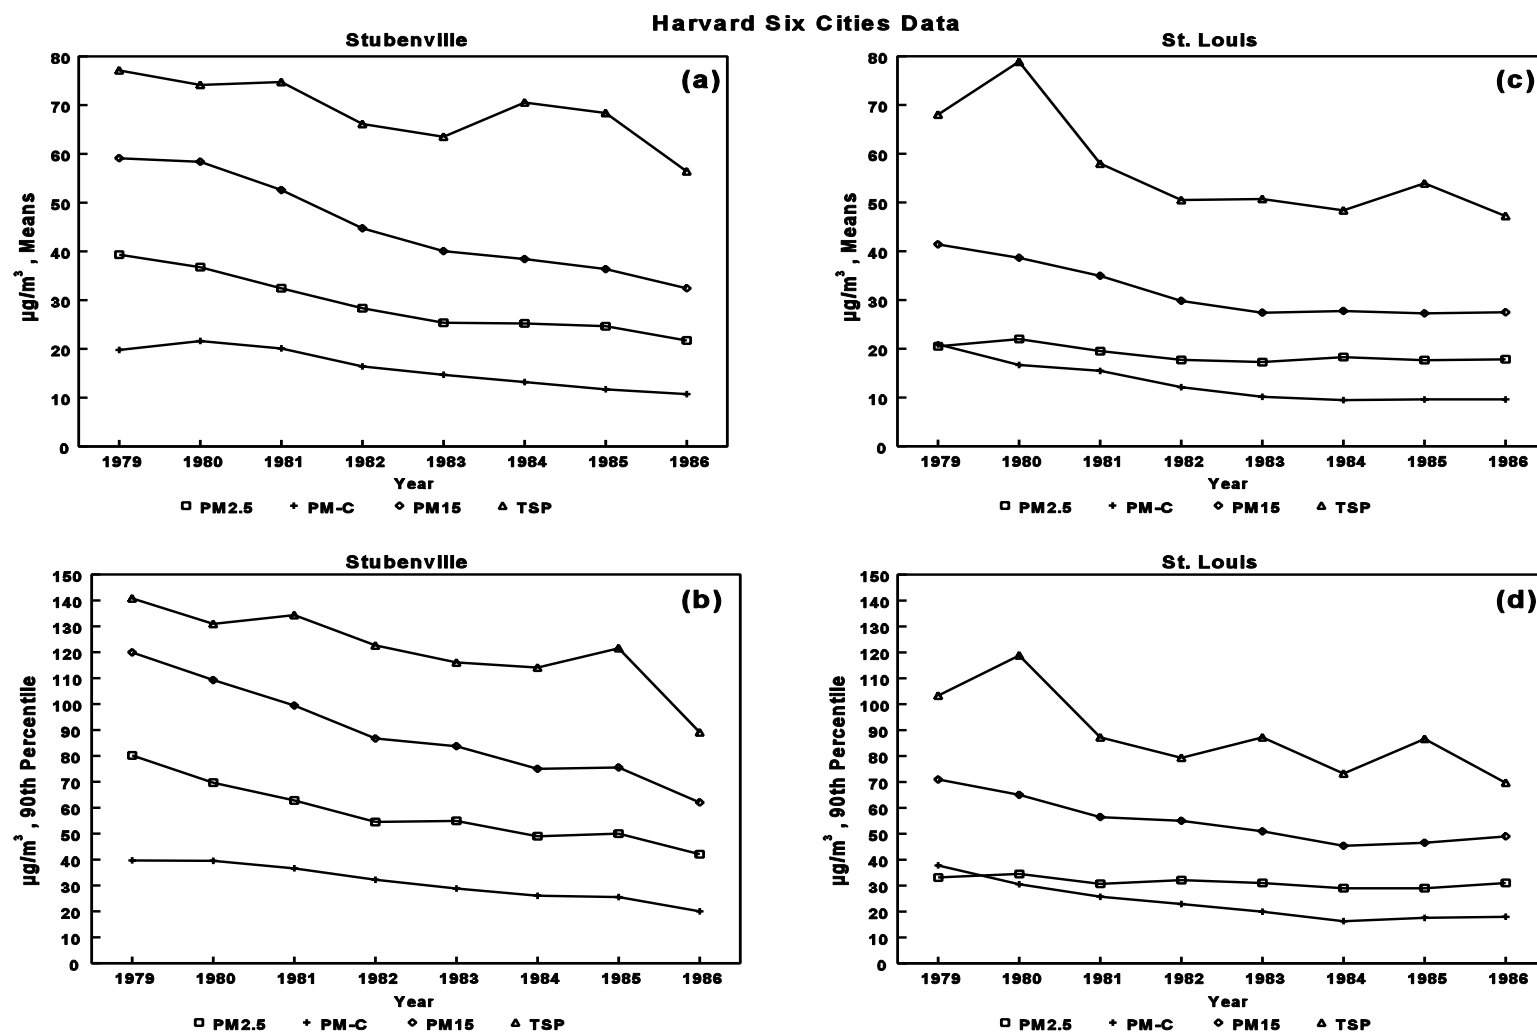 Harvard Six Cities Data
Stubenville
(a)
80
70
60
50
40
30
20
10
0
µg/m³ , Means
1979 1980 1981 1982 1983 1984 1985 1986
Year
PM2.5 PM-C PM15 TSP
St. Louis
(c)
80
70
60
50
40
30
20
10
0
µg/m³ , Means
1979 1980 1981 1982 1983 1984 1985 1986
Year
PM2.5 PM-C PM15 TSP
Stubenville
(b)
150
140
130
120
110
100
90
80
70
60
50
40
30
20
10
0
µg/m³ , 90th Percentile
1979 1980 1981 1982 1983 1984 1985 1986
Year
PM2.5 PM-C PM15 TSP
St. Louis
(d)
150
140
130
120
110
100
90
80
70
60
50
40
30
20
10
0
µg/m³ , 90th Percentile
1979 1980 1981 1982 1983 1984 1985 1986
Year
PM2.5 PM-C PM15 TSP